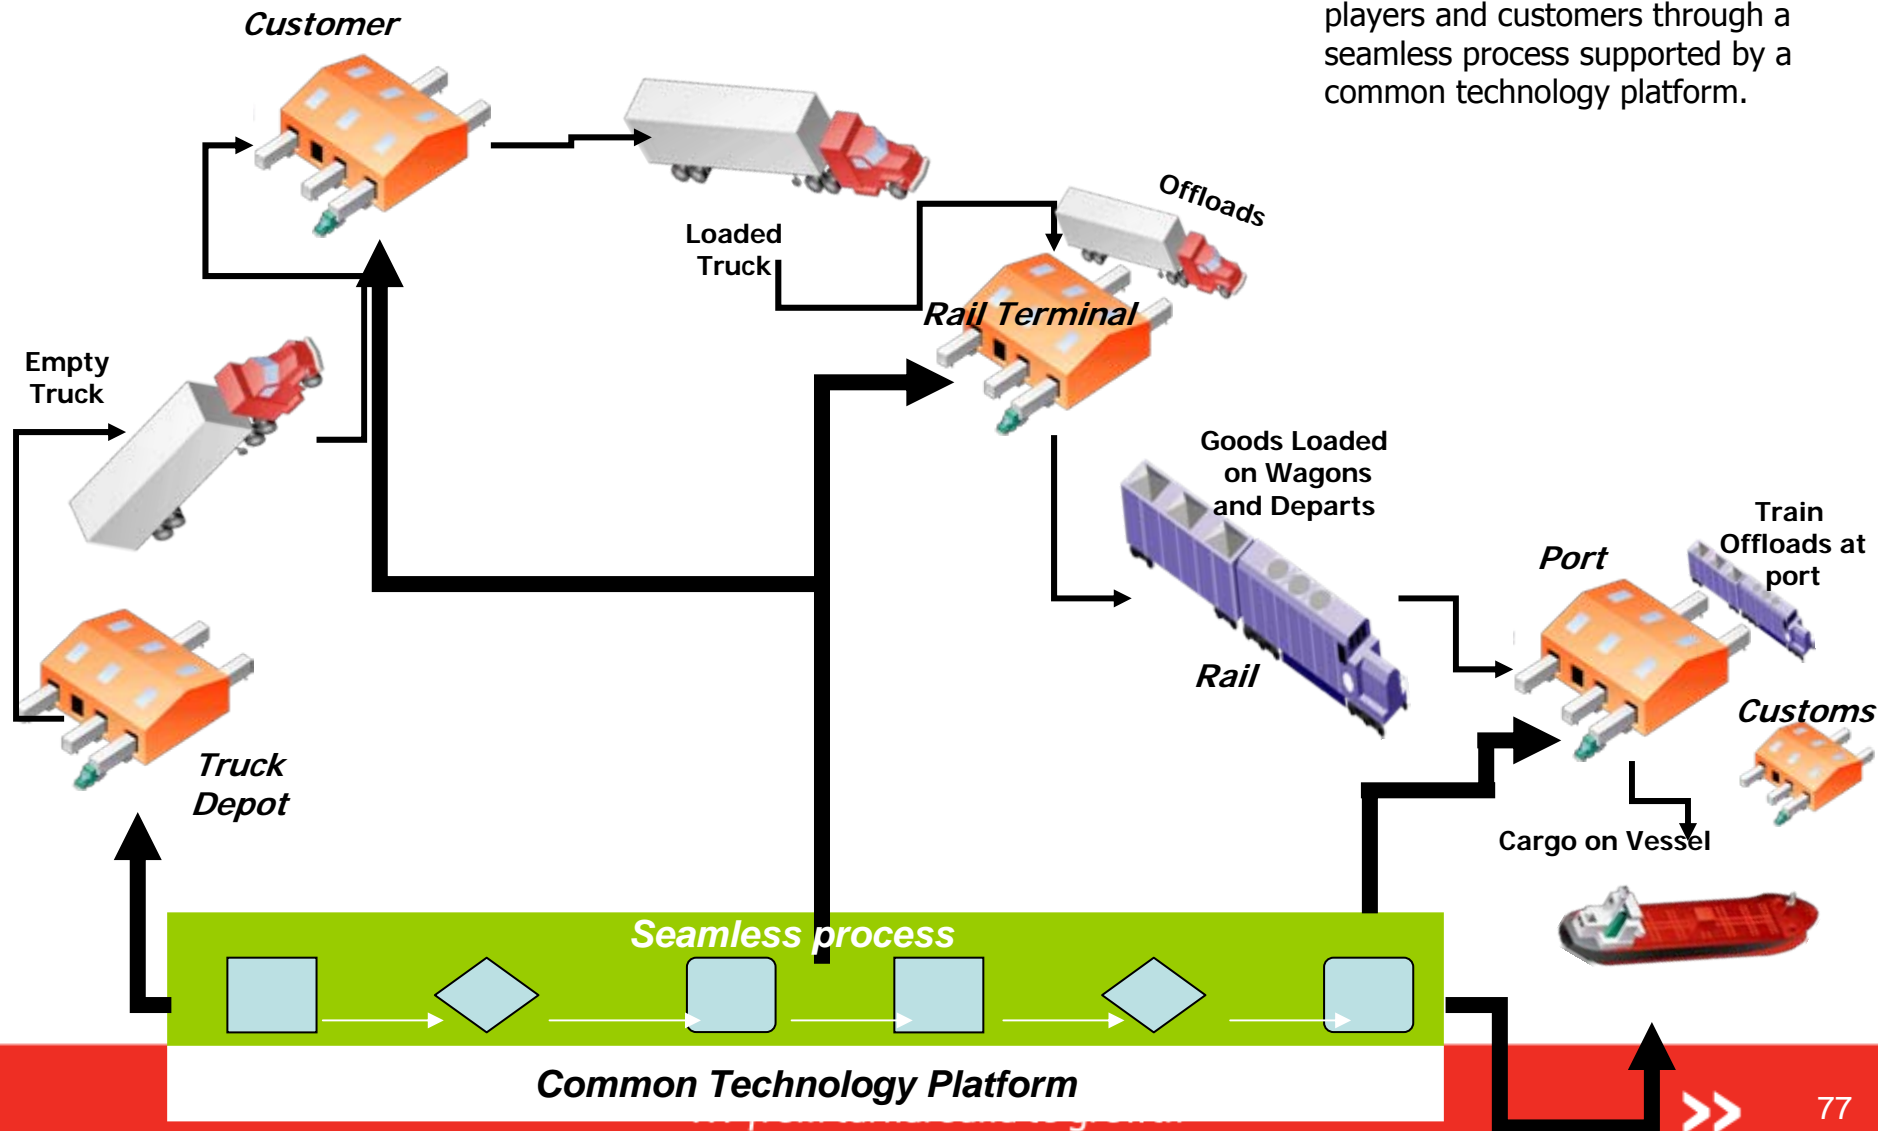 Customer
players and customers through a
seamless process supported by a
common technology platform.
Offloads
Loaded
Truck
Rail Terminal
Empty
Truck
Goods Loaded
on Wagons
and Departs
Train
Offloads at
port
Port
Rail
Customs
Truck
Depot
Cargo on Vessel
Seamless process
Common Technology Platform
77